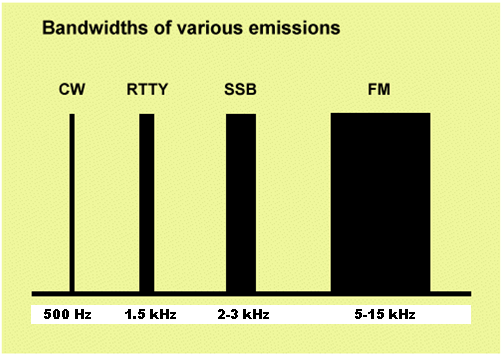 Bandwidths of various emissions
CW RTTY SSB FM
500 Hz 1.5 kHz 2-3 kHz 5-15 kHz